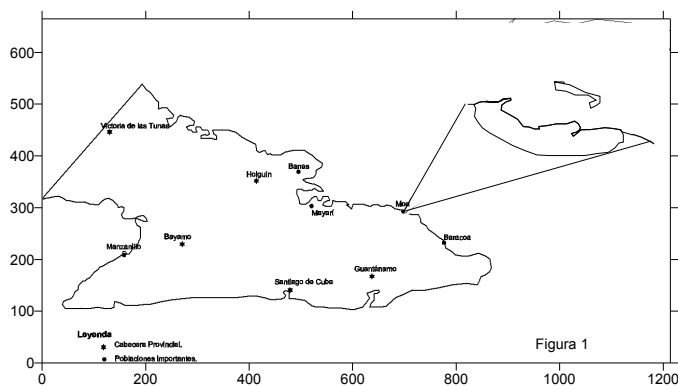 600
500
400
300
200
100
0
Victoria de las Tunas
Holguín
Banes
Mayarí
Moa
Bayamo
Manzanillo
Baracoa
Guantánamo
Santiago de Cuba
Leyenda
Cabecera Provincial.
Poblaciones Importantes.
Figura 1
0 200 400 600 800 1000 1200